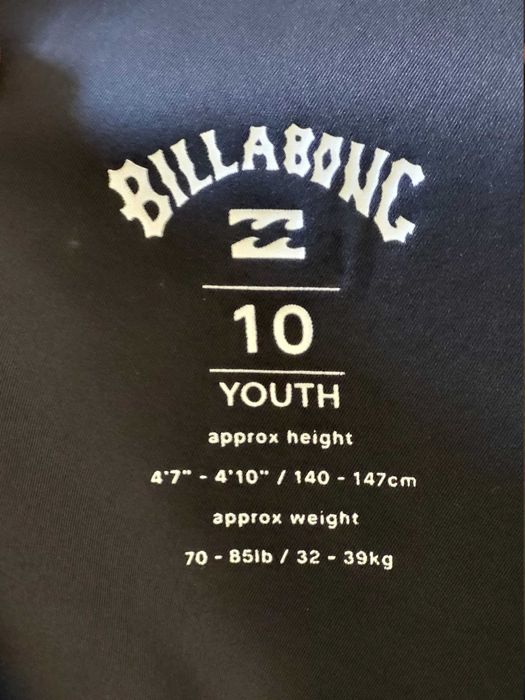 BILLABONG
10
YOUTH
approx height
4'7" - 4'10" / 140 - 147cm
approx weight
70 - 85lb / 32 - 39kg